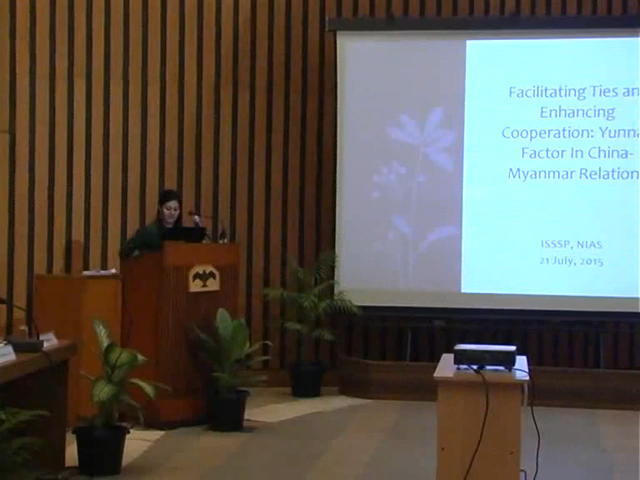 Facilitating Ties an
Enhancing
Cooperation: Yunna
Factor In China-
Myanmar Relation
ISSSP, NIAS
21 July, 2015